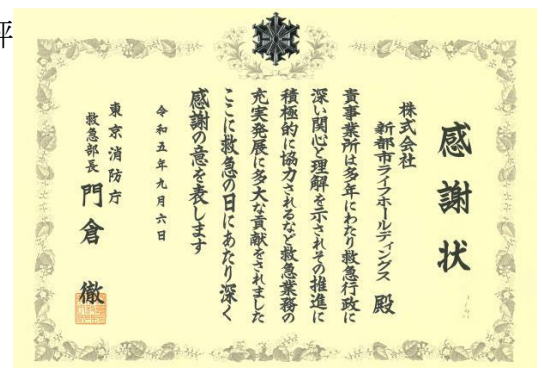 評
感謝状
株式会社
新都市ライフホールディングス 殿
貴事業所は多年にわたり救急行政に
深い関心と理解を示されその推進に
積極的に協力されるなど救急業務の
充実発展に多大な貢献をされました
ここに救急の日にあたり深く
感謝の意を表します
令和五年九月六日
東京消防庁
救急部長 門倉 徹